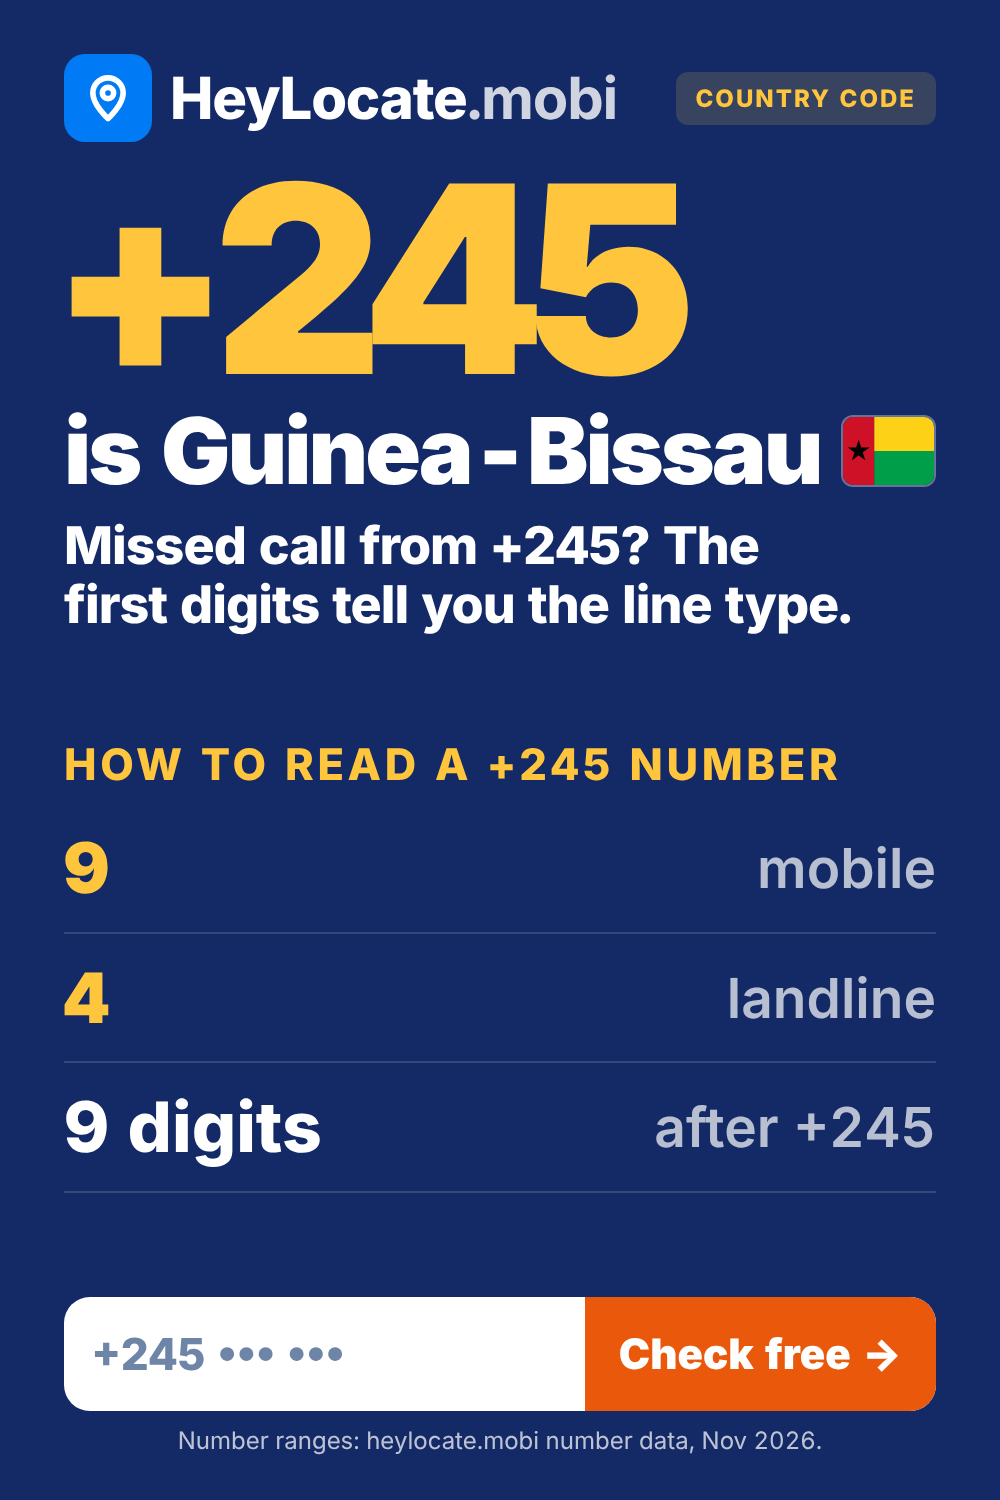 HeyLocate.mobi
COUNTRY CODE
+245
is Guinea-Bissau
Missed call from +245? The
first digits tell you the line type.
HOW TO READ A +245 NUMBER
9 mobile
4 landline
9 digits after +245
+245 ••• •••
Check free →
Number ranges: heylocate.mobi number data, Nov 2026.